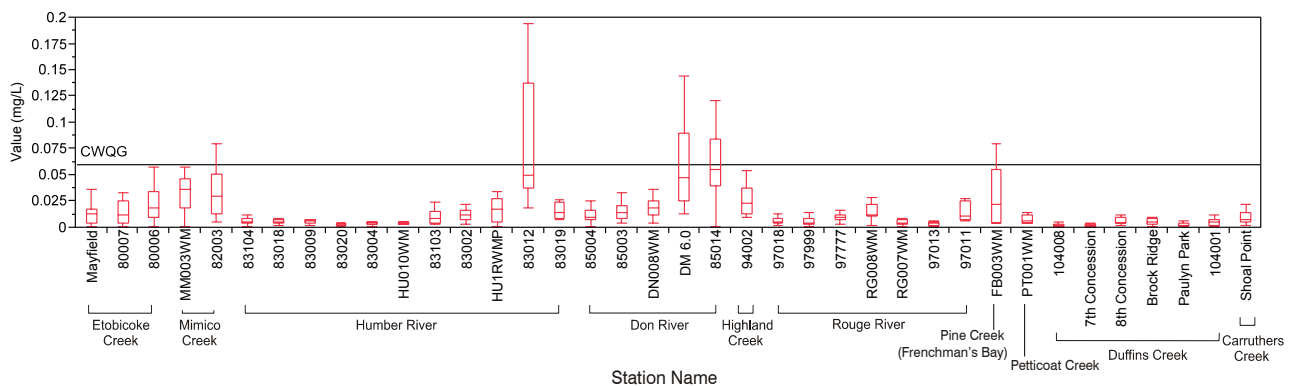 0.2
0.175
0.15
0.125
0.1
0.075
0.05
0.025
0
Value (mg/L)
CWQG
Mayfield
80007
80006
MM003WM
82003
83104
83018
83009
83020
83004
HU010WM
83103
83002
HU1RWMP
83012
83019
85004
85003
DN008WM
DM 6.0
85014
94002
97018
97999
97777
RG008WM
RG007WM
97013
97011
FB003WM
PT001WM
104008
7th Concession
8th Concession
Brock Ridge
Paulyn Park
104001
Shoal Point
Etobicoke
Creek
Mimico
Creek
Humber River
Don River
Highland
Creek
Rouge River
Pine Creek
(Frenchman's Bay)
Petticoat Creek
Duffins Creek
Carruthers
Creek
Station Name